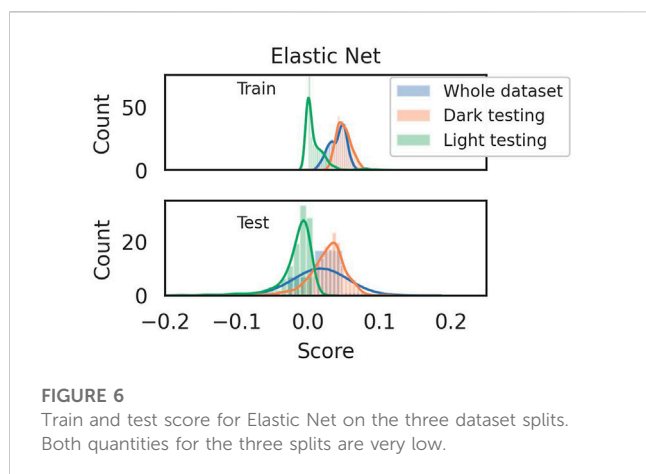 Elastic Net
Train
Whole dataset
Dark testing
Light testing
Count
50
0
Test
Count
20
0
−0.2 −0.1 0.0 0.1 0.2
Score
FIGURE 6
Train and test score for Elastic Net on the three dataset splits.
Both quantities for the three splits are very low.